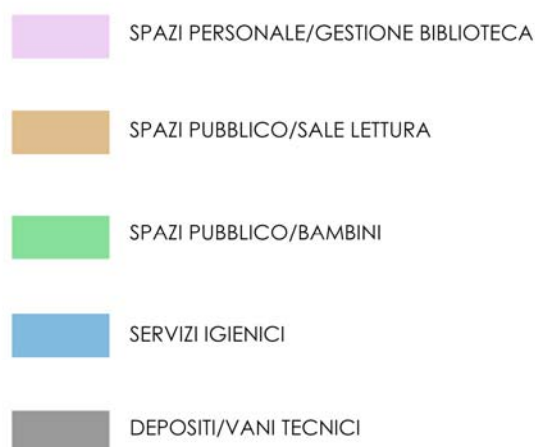 SPAZI PERSONALE/GESTIONE BIBLIOTECA
SPAZI PUBBLICO/SALE LETTURA
SPAZI PUBBLICO/BAMBINI
SERVIZI IGIENICI
DEPOSITI/VANI TECNICI